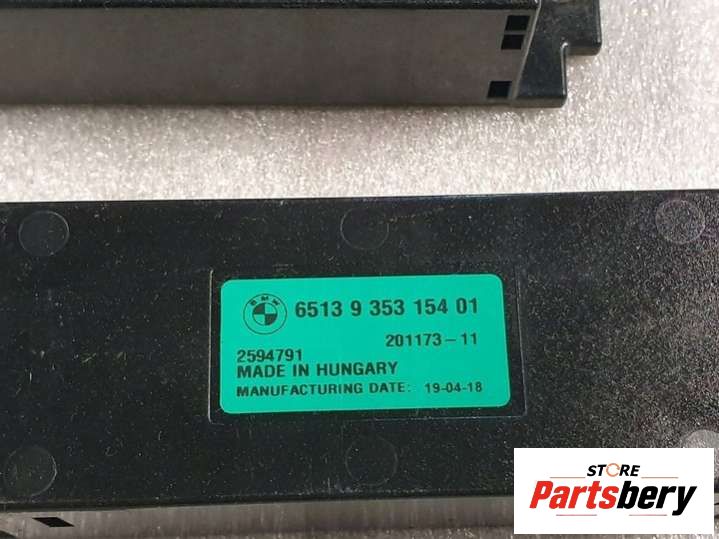 BMW
6513 9 353 154 01
201173-11
2594791
MADE IN HUNGARY
MANUFACTURING DATE: 19-04-18
STORE
Partsbery